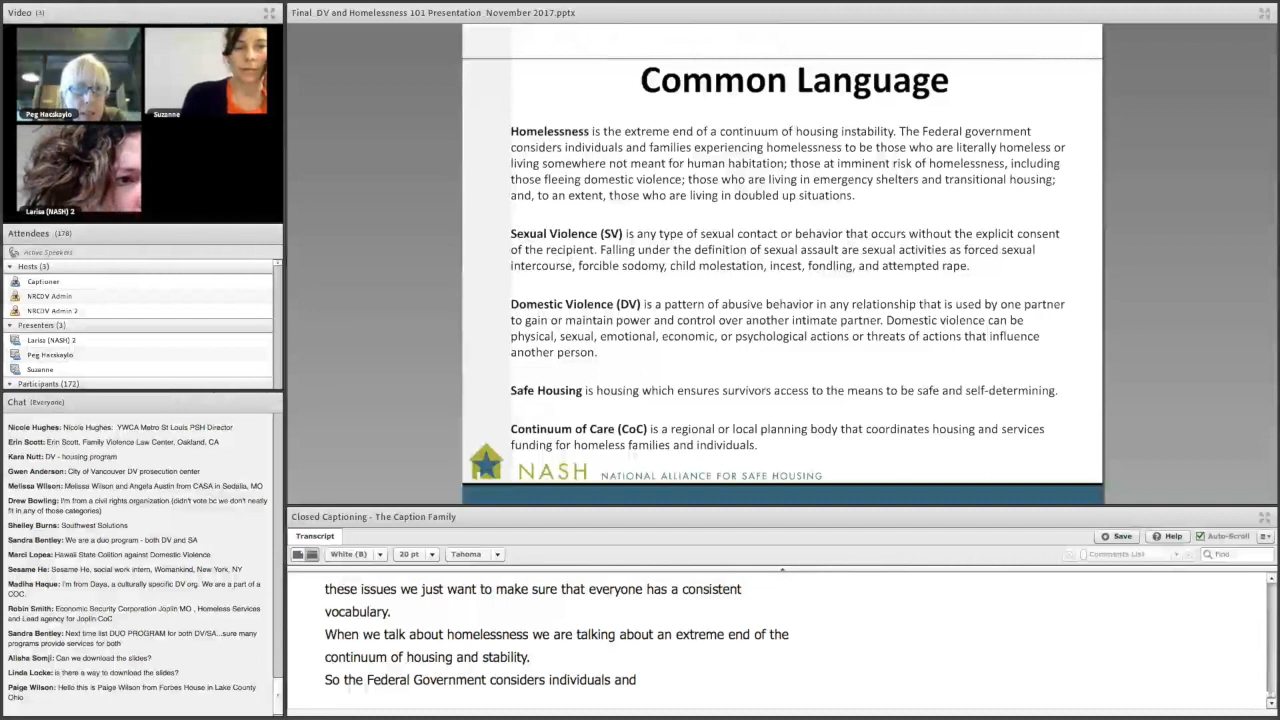 Video (3)
Peg Hacskaylo
Suzanne
Larisa (NASH) 2
Attendees (178)
Active Speakers
Hosts (3)
Captioner
NRCDV Admin
NRCDV Admin 2
Presenters (3)
Larisa (NASH) 2
Peg Hacskaylo
Suzanne
Participants (172)
Chat (Everyone)
Nicole Hughes: Nicole Hughes: YWCA Metro St Louis PSH Director
Erin Scott: Erin Scott, Family Violence Law Center, Oakland, CA
Kara Nutt: DV - housing program
Gwen Anderson: City of Vancouver DV prosecution center
Melissa Wilson: Melissa Wilson and Angela Austin from CASA in Sedalia, MO
Drew Bowling: I'm from a civil rights organization (didn't vote bc we don't neatly
fit in any of those categories)
Shelley Burns: Southwest Solutions
Sandra Bentley: We are a duo program - both DV and SA
Marci Lopes: Hawaii State Colition against Domestic Violence
Sesame He: Sesame He, social work intern, Womankind, New York, NY
Madiha Haque: I'm from Daya, a culturally specific DV org. We are a part of a
COC.
Robin Smith: Economic Security Corporation Joplin MO , Homeless Services
and Lead agency for Joplin CoC
Sandra Bentley: Next time list DUO PROGRAM for both DV/SA...sure many
programs provide services for both
Alisha Somji: Can we download the slides?
Linda Locke: is there a way to download the slides?
Paige Wilson: Hello this is Paige Wilson from Forbes House in Lake County
Ohio
Final DV and Homelessness 101 Presentation November 2017.pptx
Common Language
Homelessness is the extreme end of a continuum of housing instability. The Federal government
considers individuals and families experiencing homelessness to be those who are literally homeless or
living somewhere not meant for human habitation; those at imminent risk of homelessness, including
those fleeing domestic violence; those who are living in emergency shelters and transitional housing;
and, to an extent, those who are living in doubled up situations.
Sexual Violence (SV) is any type of sexual contact or behavior that occurs without the explicit consent
of the recipient. Falling under the definition of sexual assault are sexual activities as forced sexual
intercourse, forcible sodomy, child molestation, incest, fondling, and attempted rape.
Domestic Violence (DV) is a pattern of abusive behavior in any relationship that is used by one partner
to gain or maintain power and control over another intimate partner. Domestic violence can be
physical, sexual, emotional, economic, or psychological actions or threats of actions that influence
another person.
Safe Housing is housing which ensures survivors access to the means to be safe and self-determining.
Continuum of Care (CoC) is a regional or local planning body that coordinates housing and services
funding for homeless families and individuals.
NASH NATIONAL ALLIANCE FOR SAFE HOUSING
Closed Captioning - The Caption Family
Transcript
Save
Help
Auto-Scroll
White (B)
20 pt
Tahoma
Comments List
Find
these issues we just want to make sure that everyone has a consistent
vocabulary.
When we talk about homelessness we are talking about an extreme end of the
continuum of housing and stability.
So the Federal Government considers individuals and